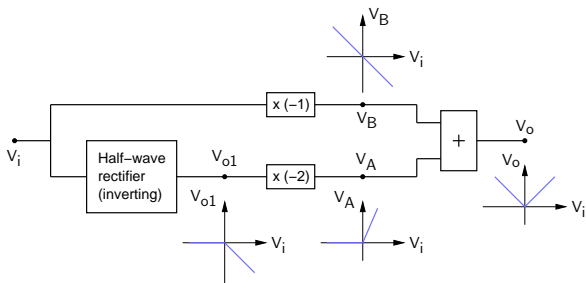 V_B
V_i
x (−1)
V_B
V_i
Half−wave
rectifier
(inverting)
V_o1
x (−2)
V_A
+
V_o
V_o1
V_i
V_A
V_i
V_o
V_i